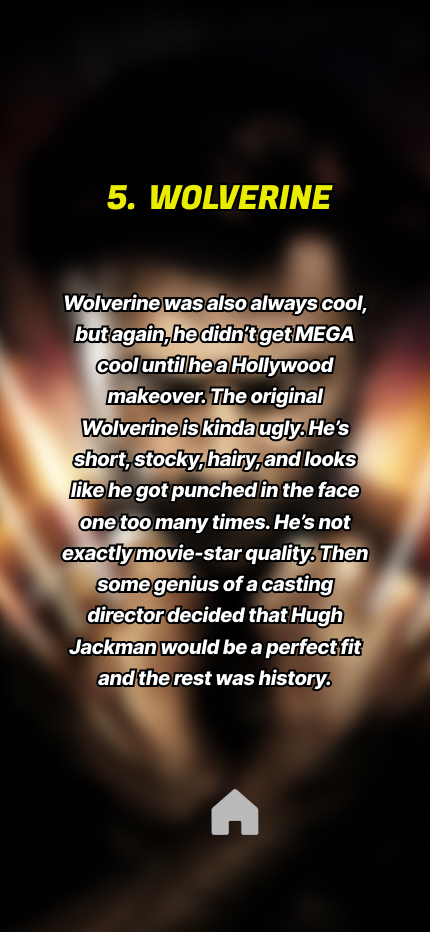 5. WOLVERINE
Wolverine was also always cool,
but again, he didn't get MEGA
cool until he a Hollywood
makeover. The original
Wolverine is kinda ugly. He's
short, stocky, hairy, and looks
like he got punched in the face
one too many times. He's not
exactly movie-star quality. Then
some genius of a casting
director decided that Hugh
Jackman would be a perfect fit
and the rest was history.